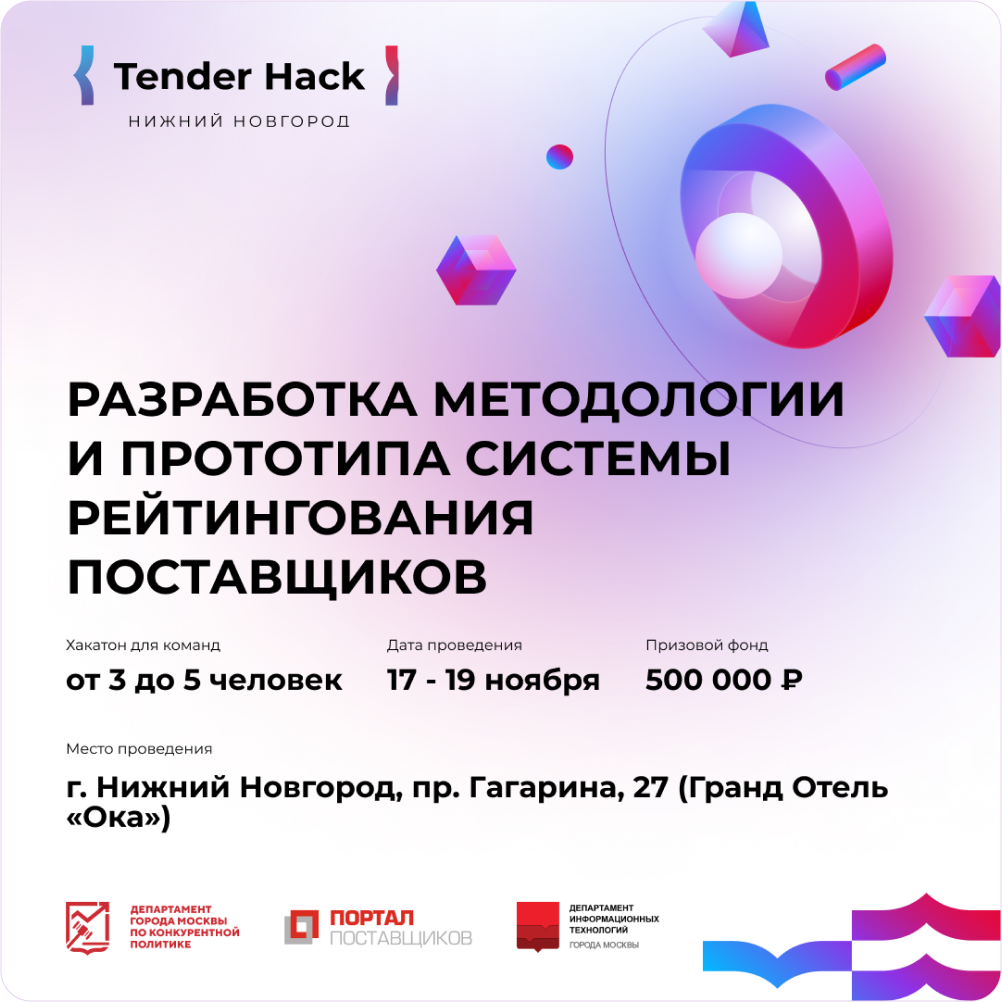 Tender Hack
НИЖНИЙ НОВГОРОД
РАЗРАБОТКА МЕТОДОЛОГИИ
И ПРОТОТИПА СИСТЕМЫ
РЕЙТИНГОВАНИЯ
ПОСТАВЩИКОВ
Хакатон для команд
от 3 до 5 человек
Дата проведения
17 - 19 ноября
Призовой фонд
500 000 ₽
Место проведения
г. Нижний Новгород, пр. Гагарина, 27 (Гранд Отель
«Ока»)
ДЕПАРТАМЕНТ
ГОРОДА МОСКВЫ
ПО КОНКУРЕНТНОЙ
ПОЛИТИКЕ
ПОРТАЛ
ПОСТАВЩИКОВ
ДЕПАРТАМЕНТ
ИНФОРМАЦИОННЫХ
ТЕХНОЛОГИЙ
ГОРОДА МОСКВЫ